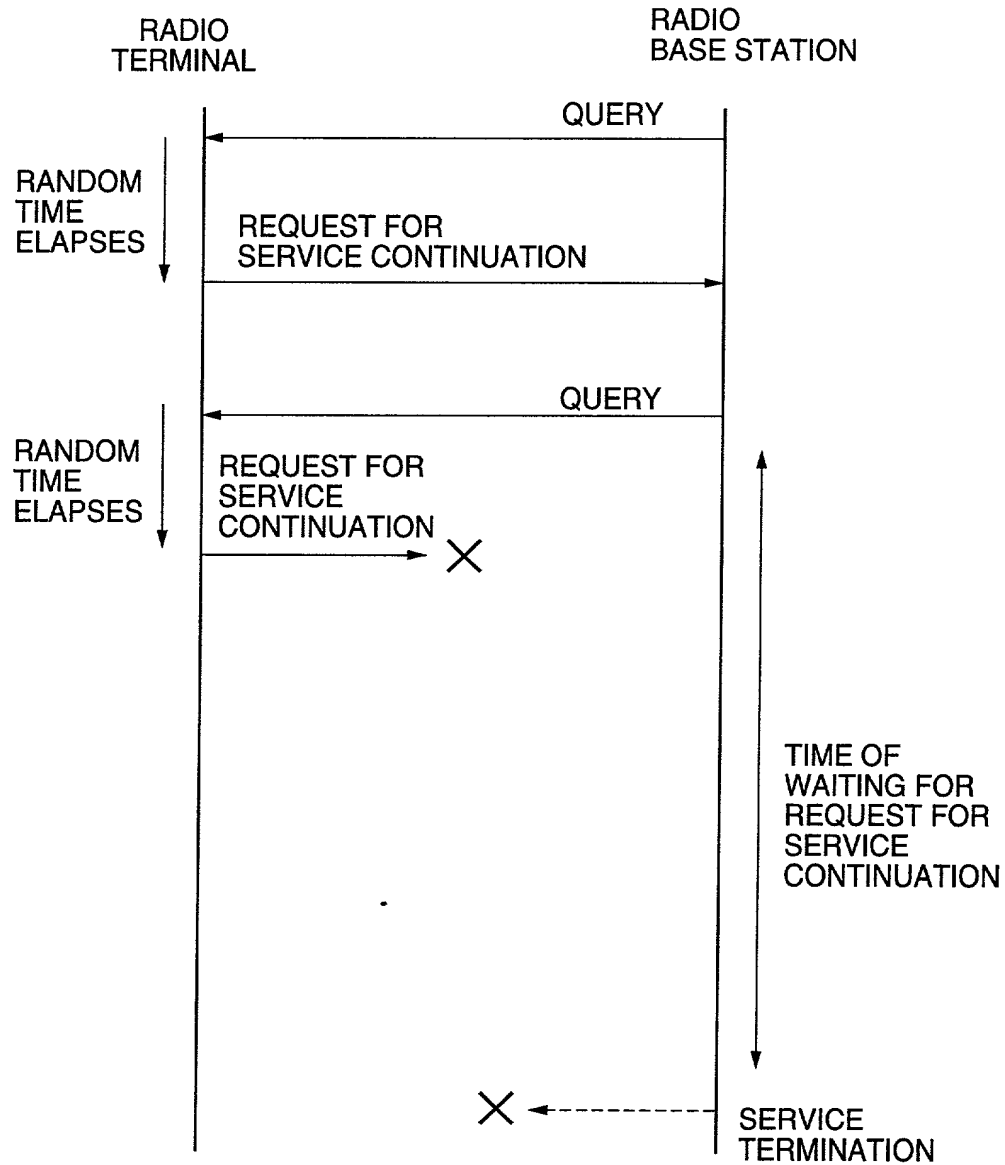 RADIO
TERMINAL
RADIO
BASE STATION
QUERY
RANDOM
TIME
ELAPSES
REQUEST FOR
SERVICE CONTINUATION
QUERY
RANDOM
TIME
ELAPSES
REQUEST FOR
SERVICE
CONTINUATION
TIME OF
WAITING FOR
REQUEST FOR
SERVICE
CONTINUATION
SERVICE
TERMINATION